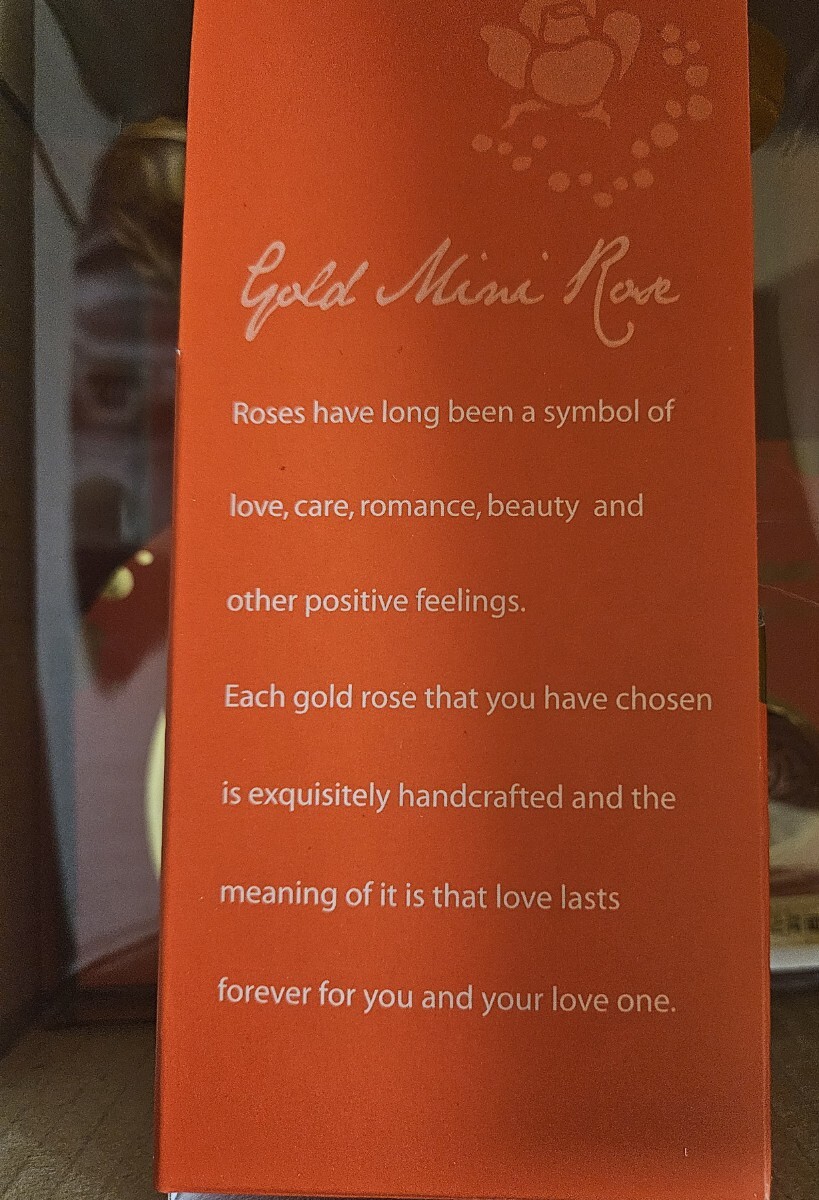 Gold Mini Rose
Roses have long been a symbol of
love, care, romance, beauty and
other positive feelings.
Each gold rose that you have chosen
is exquisitely handcrafted and the
meaning of it is that love lasts
forever for you and your love one.